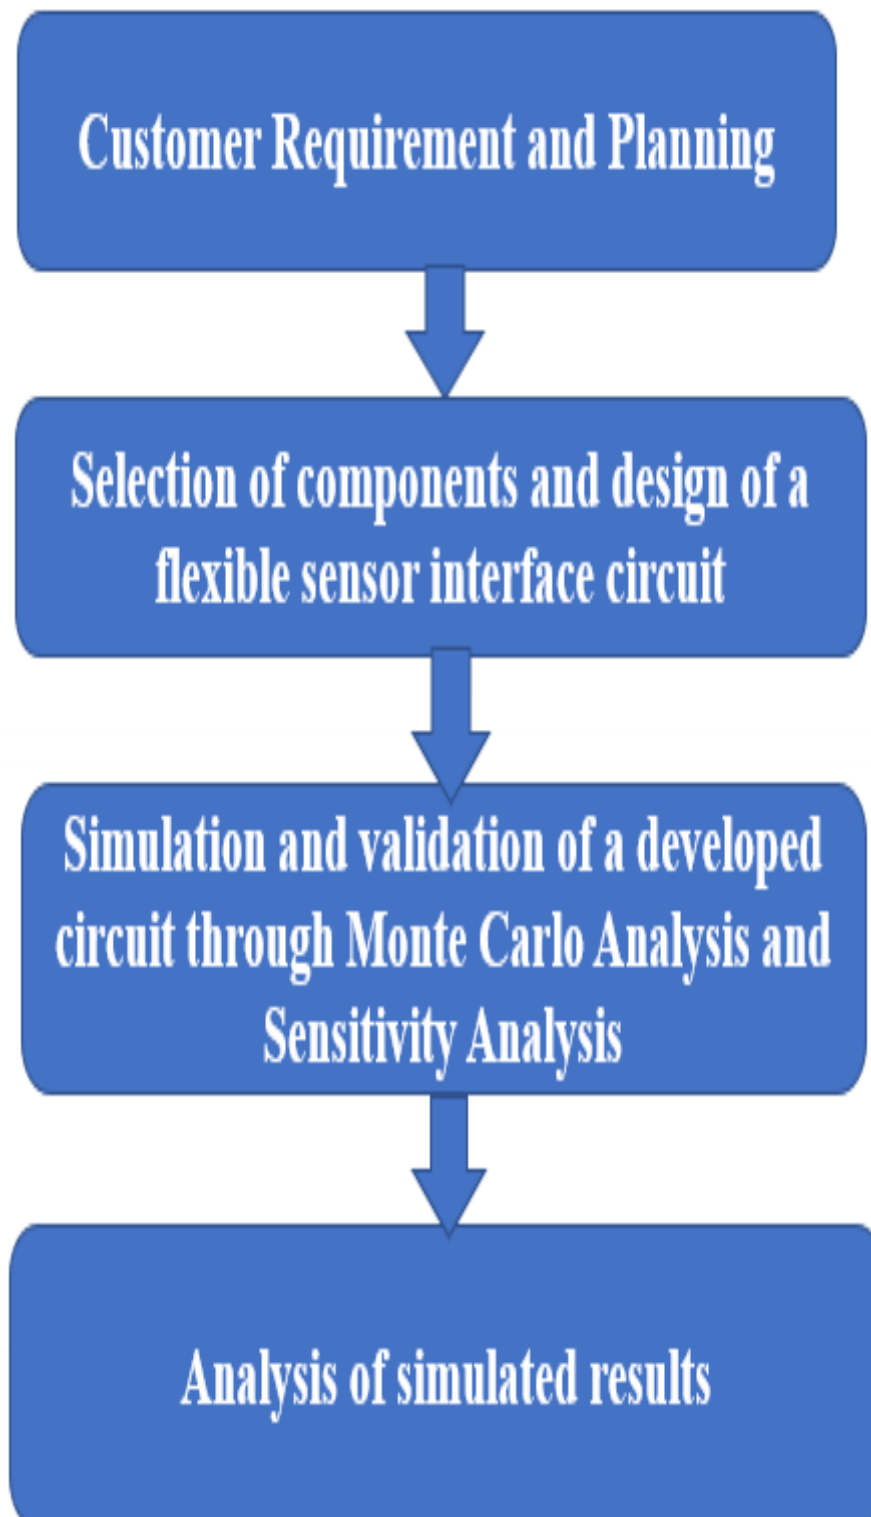 Customer Requirement and Planning
Selection of components and design of a
flexible sensor interface circuit
Simulation and validation of a developed
circuit through Monte Carlo Analysis and
Sensitivity Analysis
Analysis of simulated results